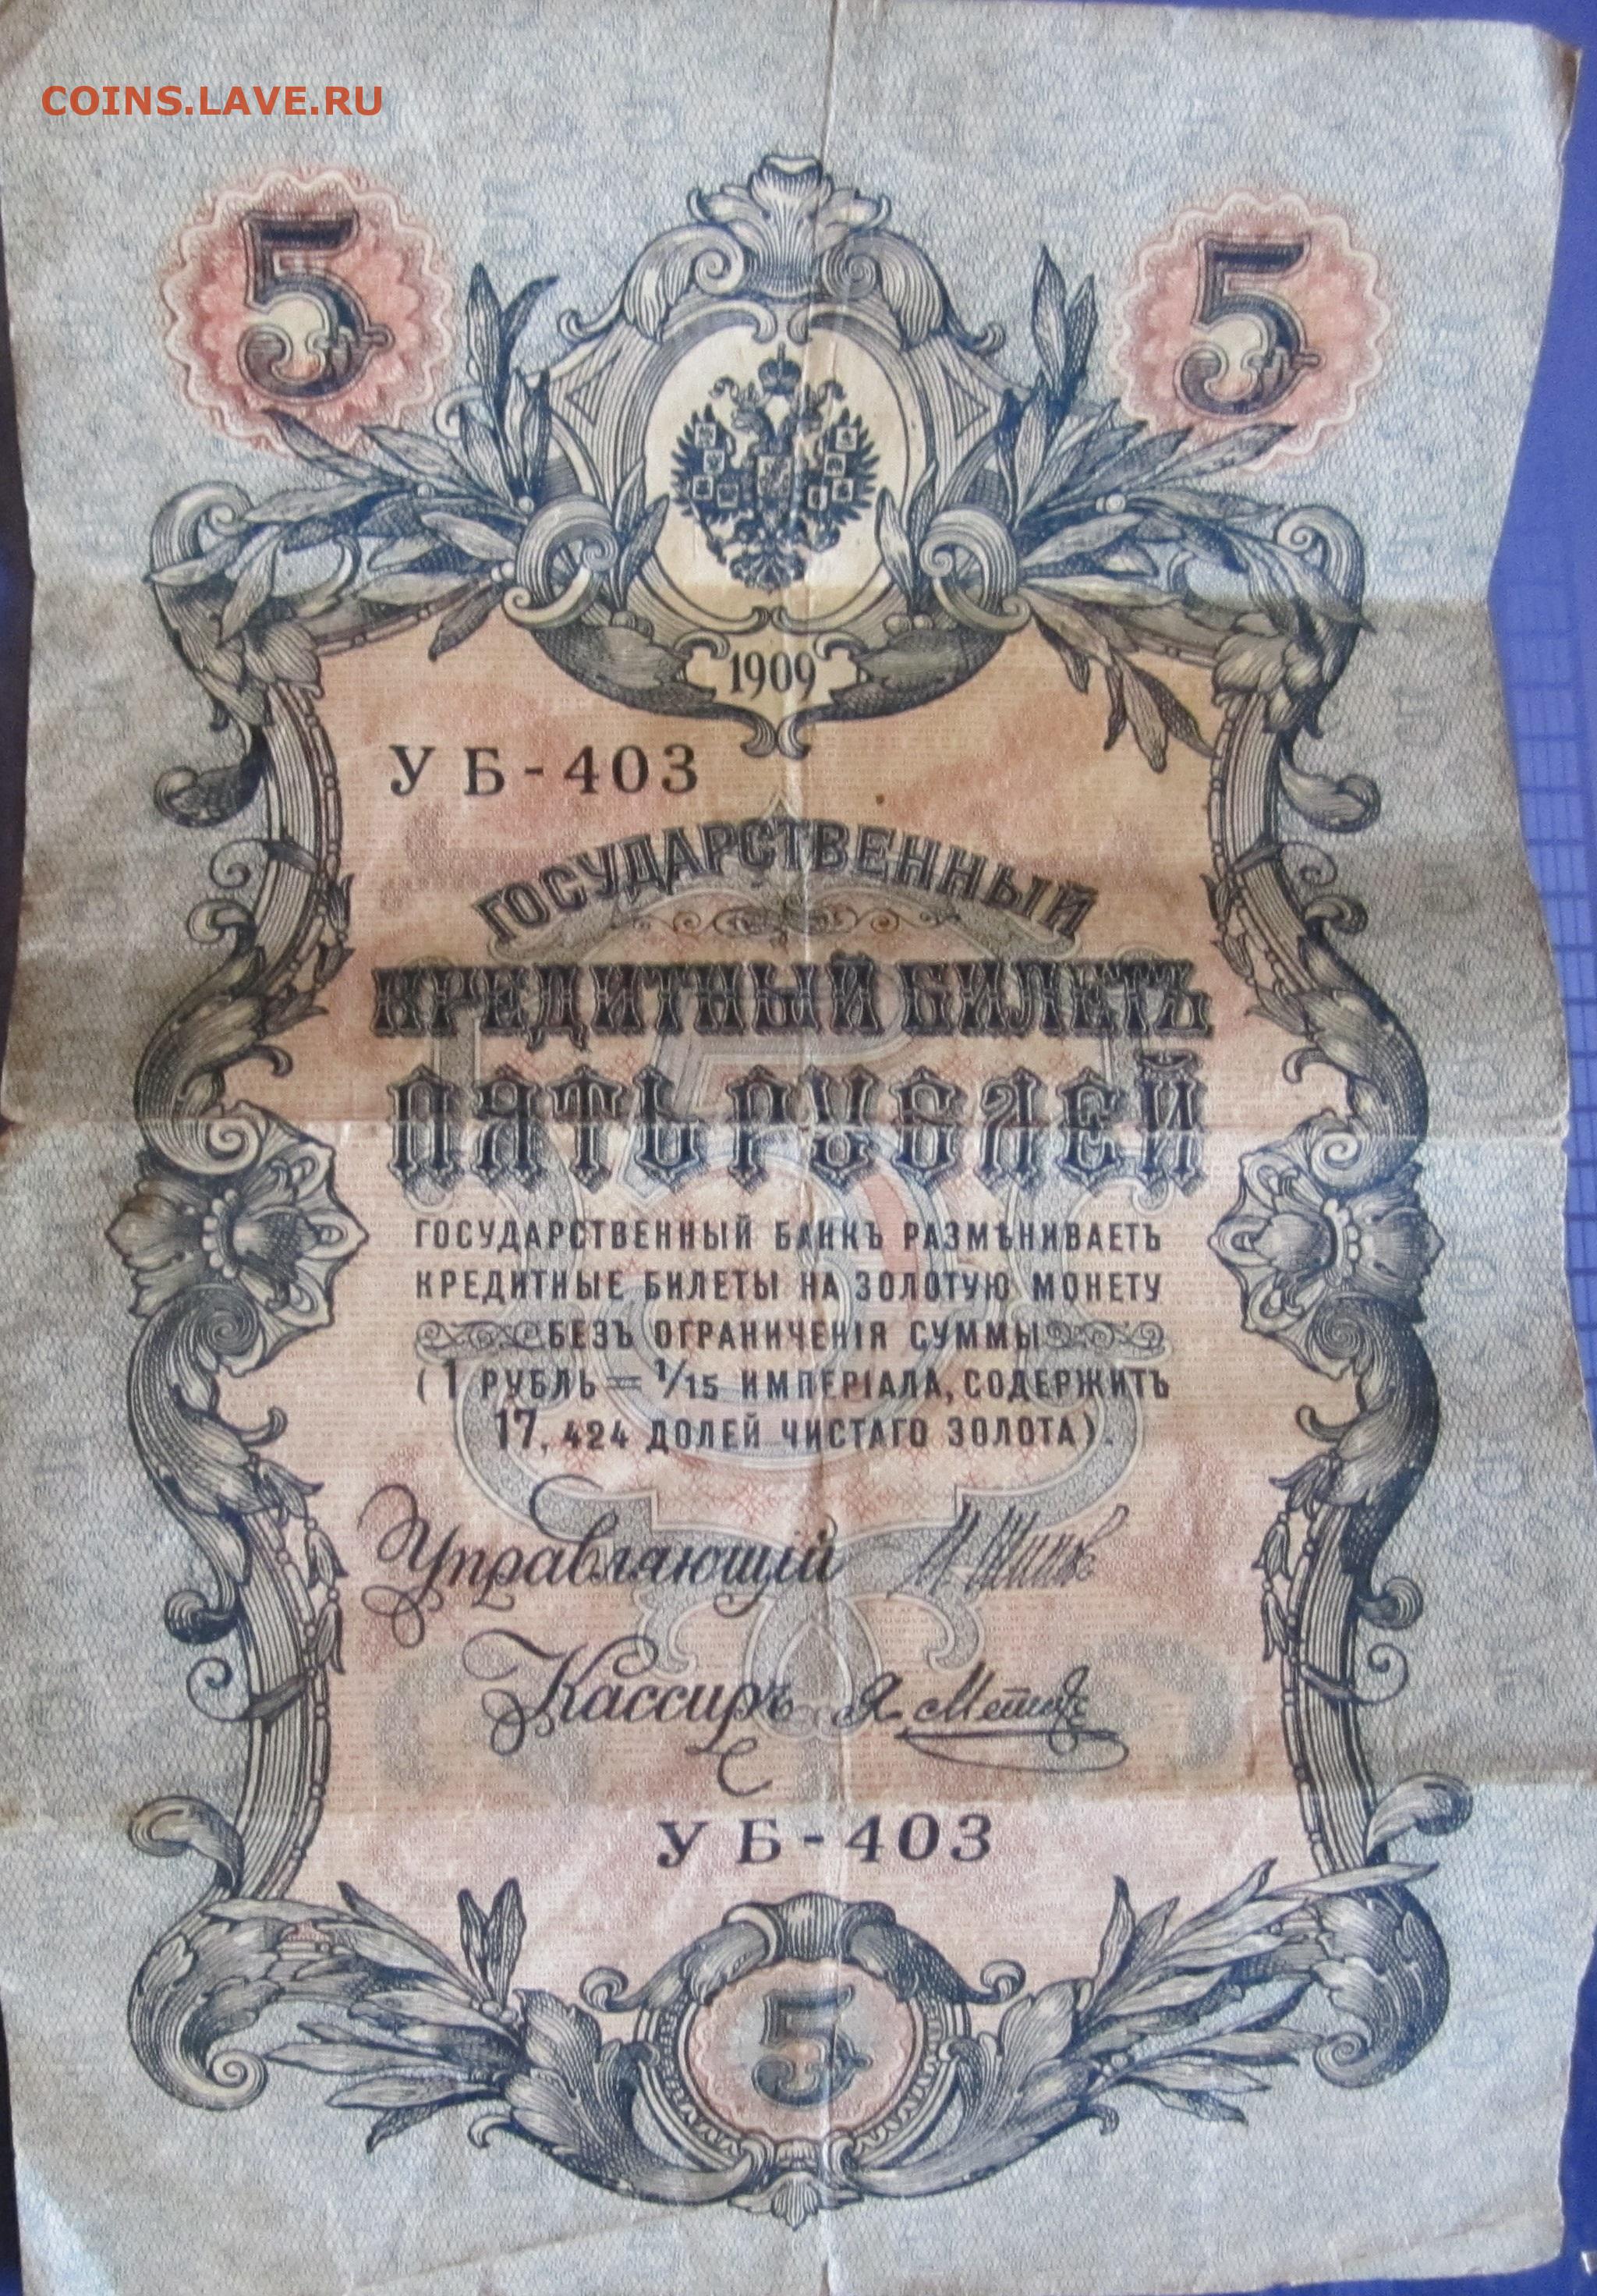 COINS.LAVE.RU
5 5
1909
УБ-403
ГОСУДАРСТВЕННЫЙ
КРЕДИТНЫЙ БИЛЕТЪ
ПЯТЬ РУБЛЕЙ
ГОСУДАРСТВЕННЫЙ БАНКЪ РАЗМѢНИВАЕТЪ
КРЕДИТНЫЕ БИЛЕТЫ НА ЗОЛОТУЮ МОНЕТУ
БЕЗЪ ОГРАНИЧЕНІЯ СУММЫ
(1 РУБЛЬ = 1/15 ИМПЕРІАЛА, СОДЕРЖИТЪ
17,424 ДОЛЕЙ ЧИСТАГО ЗОЛОТА).
Управляющій И. Шипов
Кассиръ Я. Метц
УБ-403
5